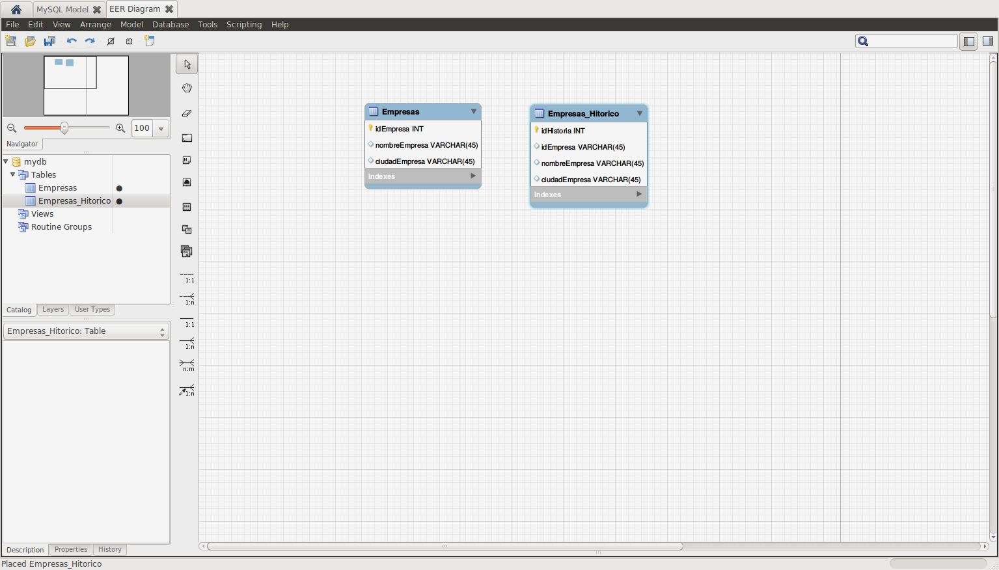 MySQL Model
EER Diagram
File Edit View Arrange Model Database Tools Scripting Help
100
Navigator
mydb
Tables
Empresas
Empresas_Hitorico
Views
Routine Groups
Catalog Layers User Types
Empresas_Hitorico: Table
Description Properties History
Placed Empresas_Hitorico
1:1
1:n
1:1
1:n
n:m
1:n
Empresas
idEmpresa INT
nombreEmpresa VARCHAR(45)
ciudadEmpresa VARCHAR(45)
Indexes
Empresas_Hitorico
idHistoria INT
idEmpresa VARCHAR(45)
nombreEmpresa VARCHAR(45)
ciudadEmpresa VARCHAR(45)
Indexes